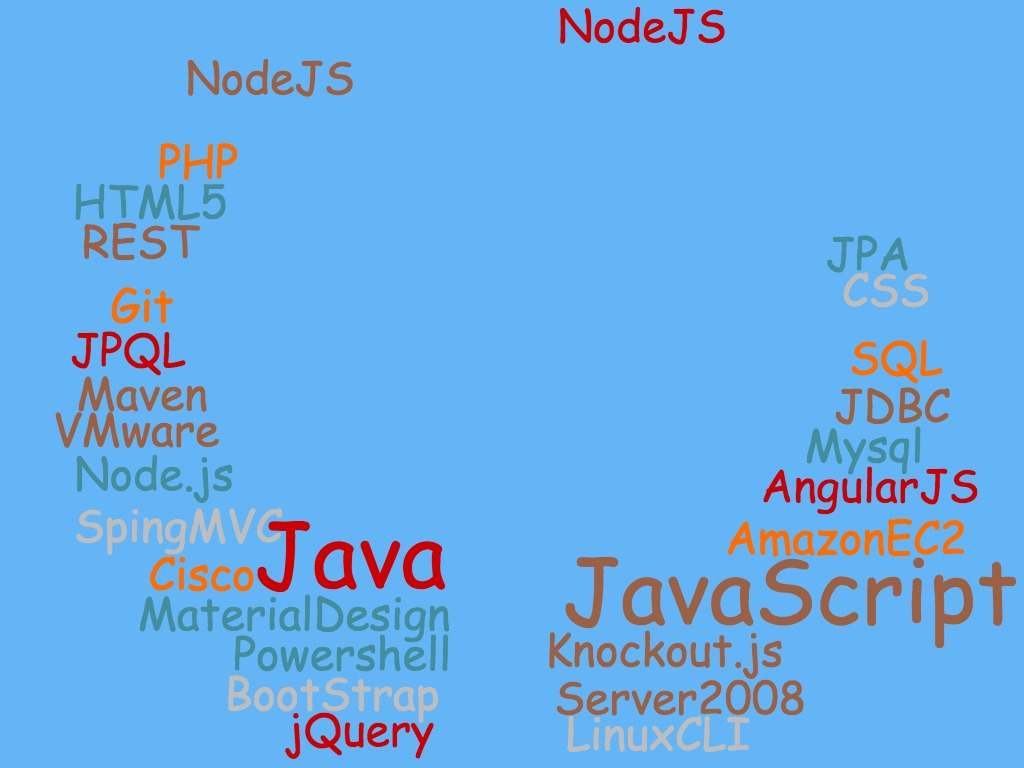 NodeJS
NodeJS
PHP
HTML5
REST
JPA
CSS
Git
JPQL
SQL
Maven
JDBC
VMware
Mysql
Node.js
AngularJS
SpingMVC
AmazonEC2
Java
Cisco
JavaScript
MaterialDesign
Powershell
Knockout.js
BootStrap
Server2008
jQuery
LinuxCLI